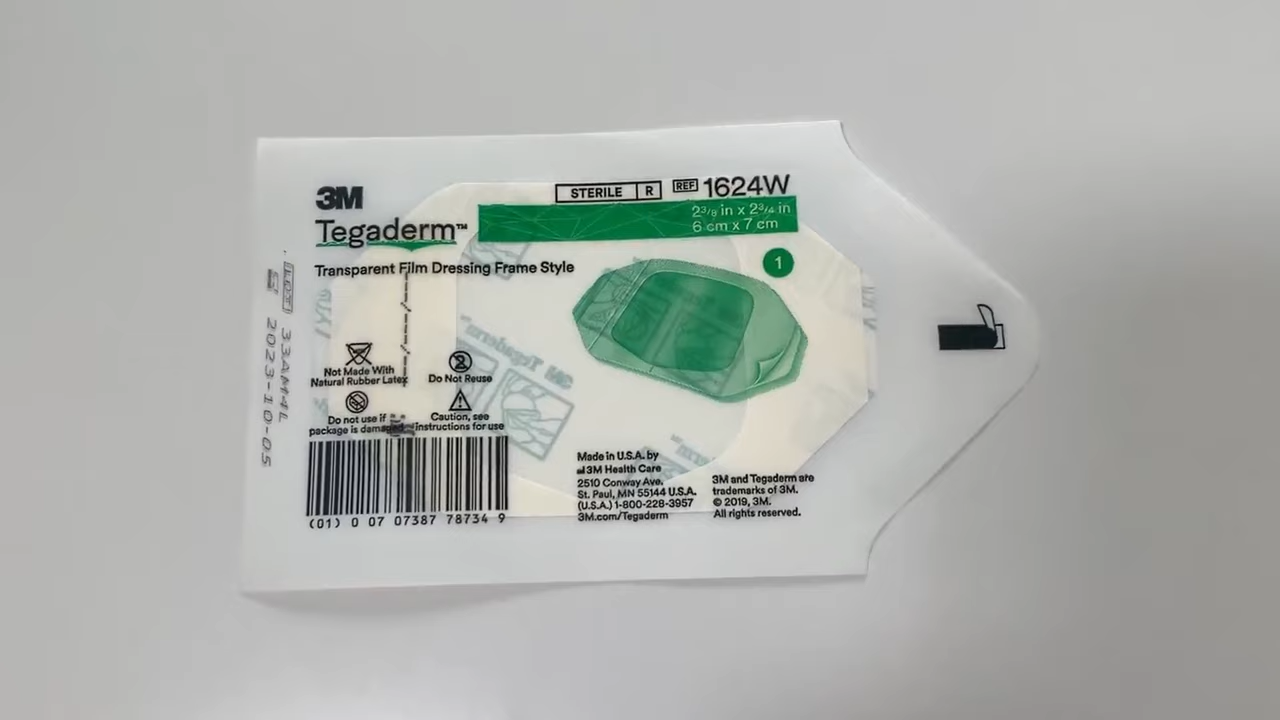 3M
Tegaderm™
Transparent Film Dressing Frame Style
STERILE R
REF 1624W
2 3/8 in x 2 3/4 in
6 cm x 7 cm
1
LOT 33AM4L
2023-10-05
Not Made With
Natural Rubber Latex
2
Do Not Reuse
Do not use if
package is damaged
Caution, see
instructions for use
(01) 0 07 07387 78734 9
Made in U.S.A. by
3M Health Care
2510 Conway Ave.
St. Paul, MN 55144 U.S.A.
(U.S.A.) 1-800-228-3957
3M.com/Tegaderm
3M and Tegaderm are
trademarks of 3M.
© 2019, 3M.
All rights reserved.
3M Tegaderm™